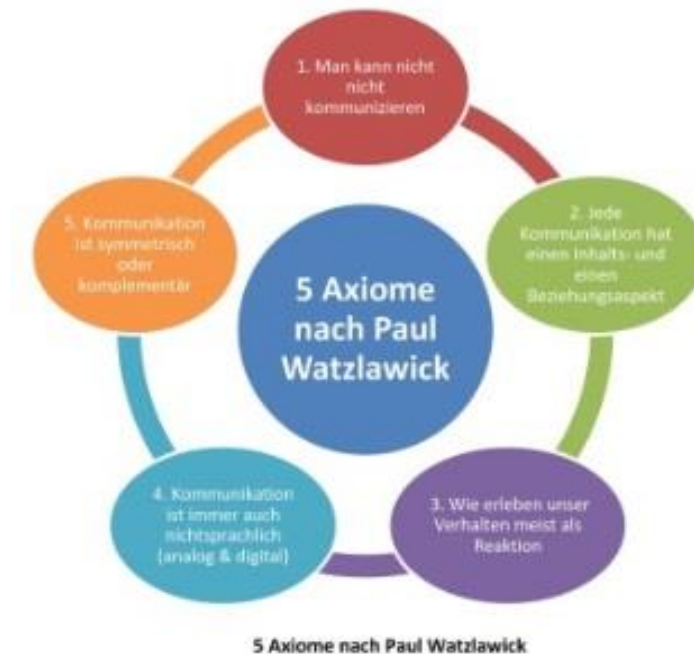 1. Man kann nicht
nicht
kommunizieren
2. Jede
Kommunikation hat
einen Inhalts- und
einen
Beziehungsaspekt
3. Wie erleben unser
Verhalten meist als
Reaktion
4. Kommunikation
ist immer auch
nichtsprachlich
(analog & digital)
5. Kommunikation
ist symmetrisch
oder
komplementär
5 Axiome
nach Paul
Watzlawick
5 Axiome nach Paul Watzlawick